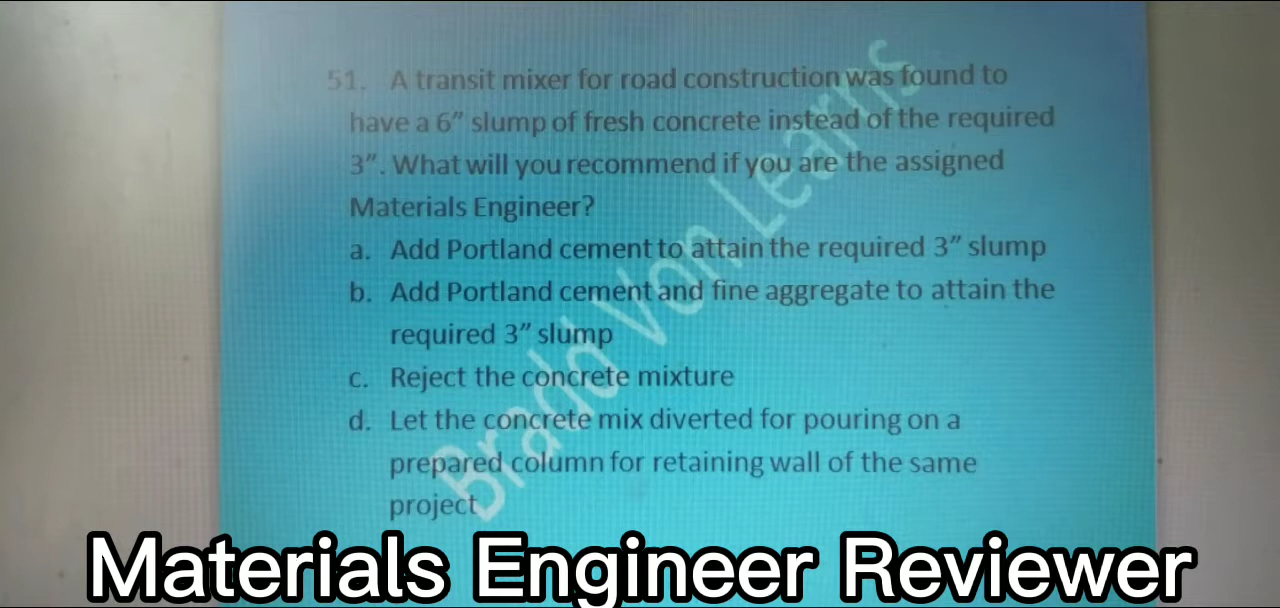 51. A transit mixer for road construction was found to
have a 6" slump of fresh concrete instead of the required
3". What will you recommend if you are the assigned
Materials Engineer?
a. Add Portland cement to attain the required 3" slump
b. Add Portland cement and fine aggregate to attain the
required 3" slump
c. Reject the concrete mixture
d. Let the concrete mix diverted for pouring on a
prepared column for retaining wall of the same
project
Bradd Von Learns
Materials Engineer Reviewer